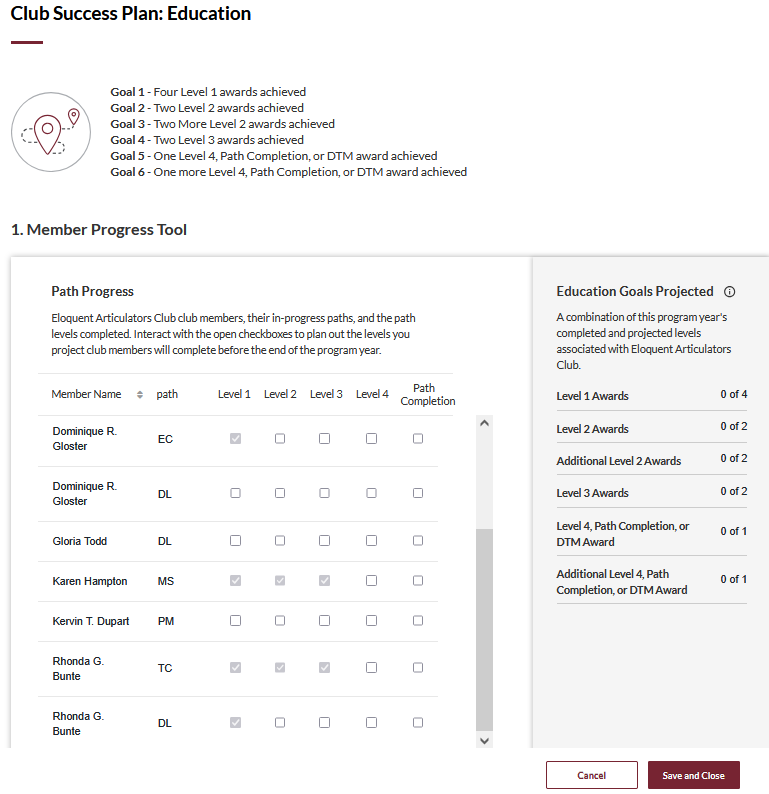 Club Success Plan: Education
Goal 1 - Four Level 1 awards achieved
Goal 2 - Two Level 2 awards achieved
Goal 3 - Two More Level 2 awards achieved
Goal 4 - Two Level 3 awards achieved
Goal 5 - One Level 4, Path Completion, or DTM award achieved
Goal 6 - One more Level 4, Path Completion, or DTM award achieved
1. Member Progress Tool
Path Progress
Eloquent Articulators Club club members, their in-progress paths, and the path
levels completed. Interact with the open checkboxes to plan out the levels you
project club members will complete before the end of the program year.
Member Name path Level 1 Level 2 Level 3 Level 4 Path
Completion
Dominique R.
Gloster EC
Dominique R.
Gloster DL
Gloria Todd DL
Karen Hampton MS
Kervin T. Dupart PM
Rhonda G.
Bunte TC
Rhonda G.
Bunte DL
Education Goals Projected
A combination of this program year's
completed and projected levels
associated with Eloquent Articulators
Club.
Level 1 Awards 0 of 4
Level 2 Awards 0 of 2
Additional Level 2 Awards 0 of 2
Level 3 Awards 0 of 2
Level 4, Path Completion, or
DTM Award 0 of 1
Additional Level 4, Path
Completion, or DTM Award 0 of 1
Cancel Save and Close